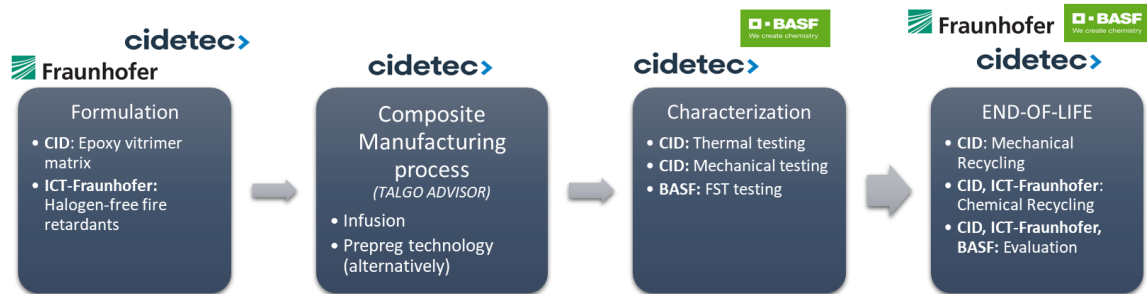 cidetec>
Fraunhofer
Formulation
• CID: Epoxy vitrimer
matrix
• ICT-Fraunhofer:
Halogen-free fire
retardants
cidetec>
Composite
Manufacturing
process
(TALGO ADVISOR)
• Infusion
• Prepreg technology
(alternatively)
BASF
We create chemistry
cidetec>
Characterization
• CID: Thermal testing
• CID: Mechanical testing
• BASF: FST testing
Fraunhofer
BASF
We create chemistry
cidetec>
END-OF-LIFE
• CID: Mechanical
Recycling
• CID, ICT-Fraunhofer:
Chemical Recycling
• CID, ICT-Fraunhofer,
BASF: Evaluation